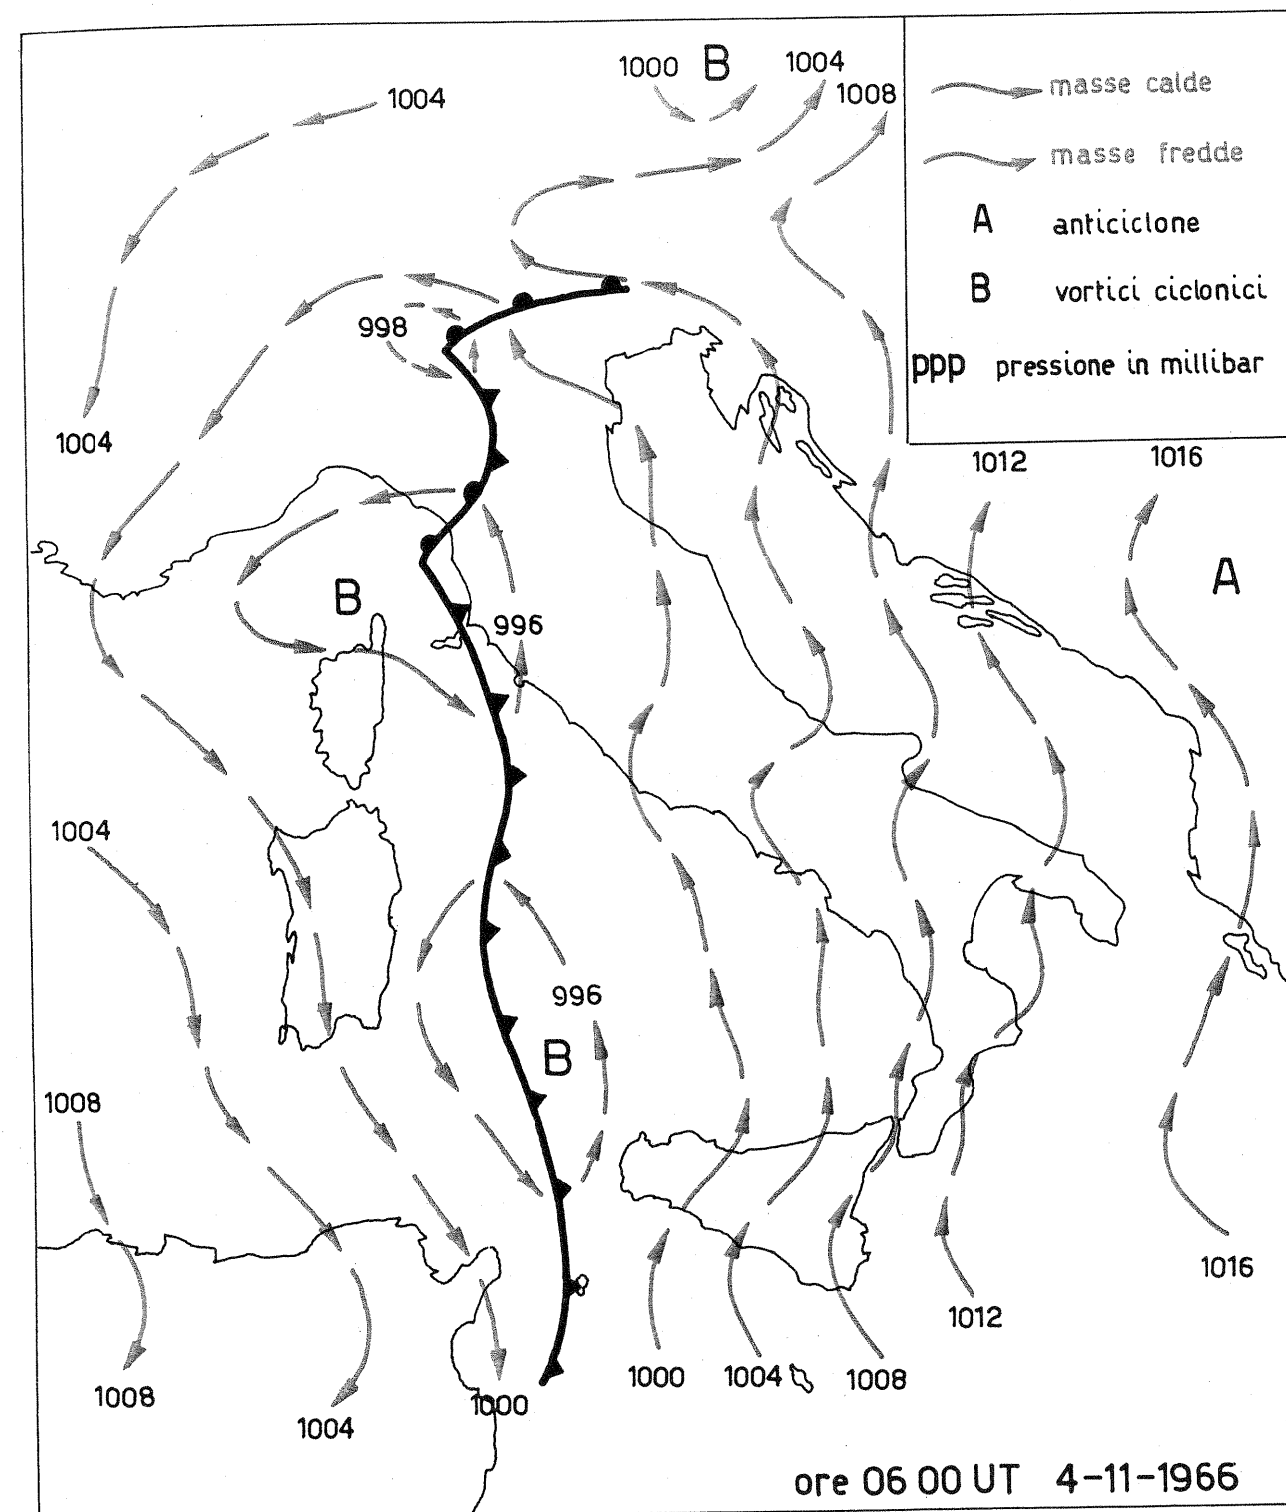 1000 B 1004
1008
1004
masse calde
masse fredde
A anticiclone
B vortici ciclonici
ppp pressione in millibar
998
1004
1012 1016
B A
996
1004
996
B
1008
1016
1012
1008 1004 1000 1000 1004 1008
ore 06 00 UT 4-11-1966